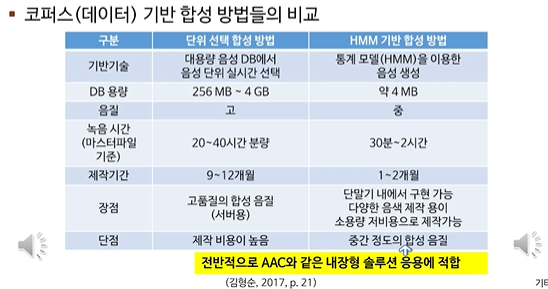 ▪ 코퍼스(데이터) 기반 합성 방법들의 비교
구분 단위 선택 합성 방법 HMM 기반 합성 방법
기반기술 대용량 음성 DB에서 음성 단위 실시간 선택 통계 모델(HMM)을 이용한 음성 생성
DB 용량 256 MB ~ 4 GB 약 4 MB
음질 고 중
녹음 시간 (마스터파일 기준) 20~40시간 분량 30분~2시간
제작기간 9~12개월 1~2개월
장점 고품질의 합성 음질 (서버용) 단말기 내에서 구현 가능 다양한 음색 제작 용이 소용량 저비용으로 제작가능
단점 제작 비용이 높음 중간 정도의 합성 음질
전반적으로 AAC와 같은 내장형 솔루션 응용에 적합
(김형순, 2017, p. 21)
기타